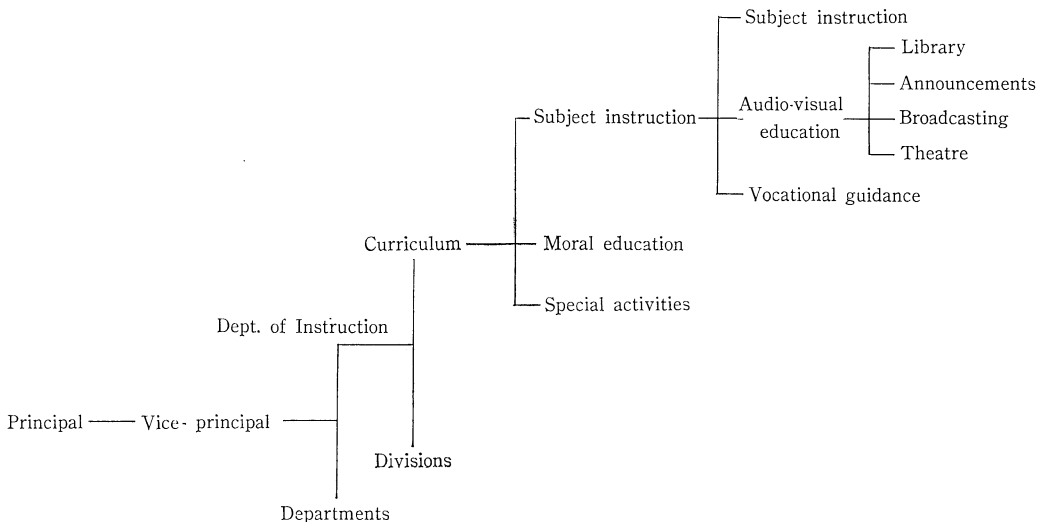 Subject instruction
Library
Announcements
Audio-visual
education
Broadcasting
Theatre
Subject instruction
Vocational guidance
Curriculum
Moral education
Special activities
Dept. of Instruction
Principal
Vice- principal
Divisions
Departments